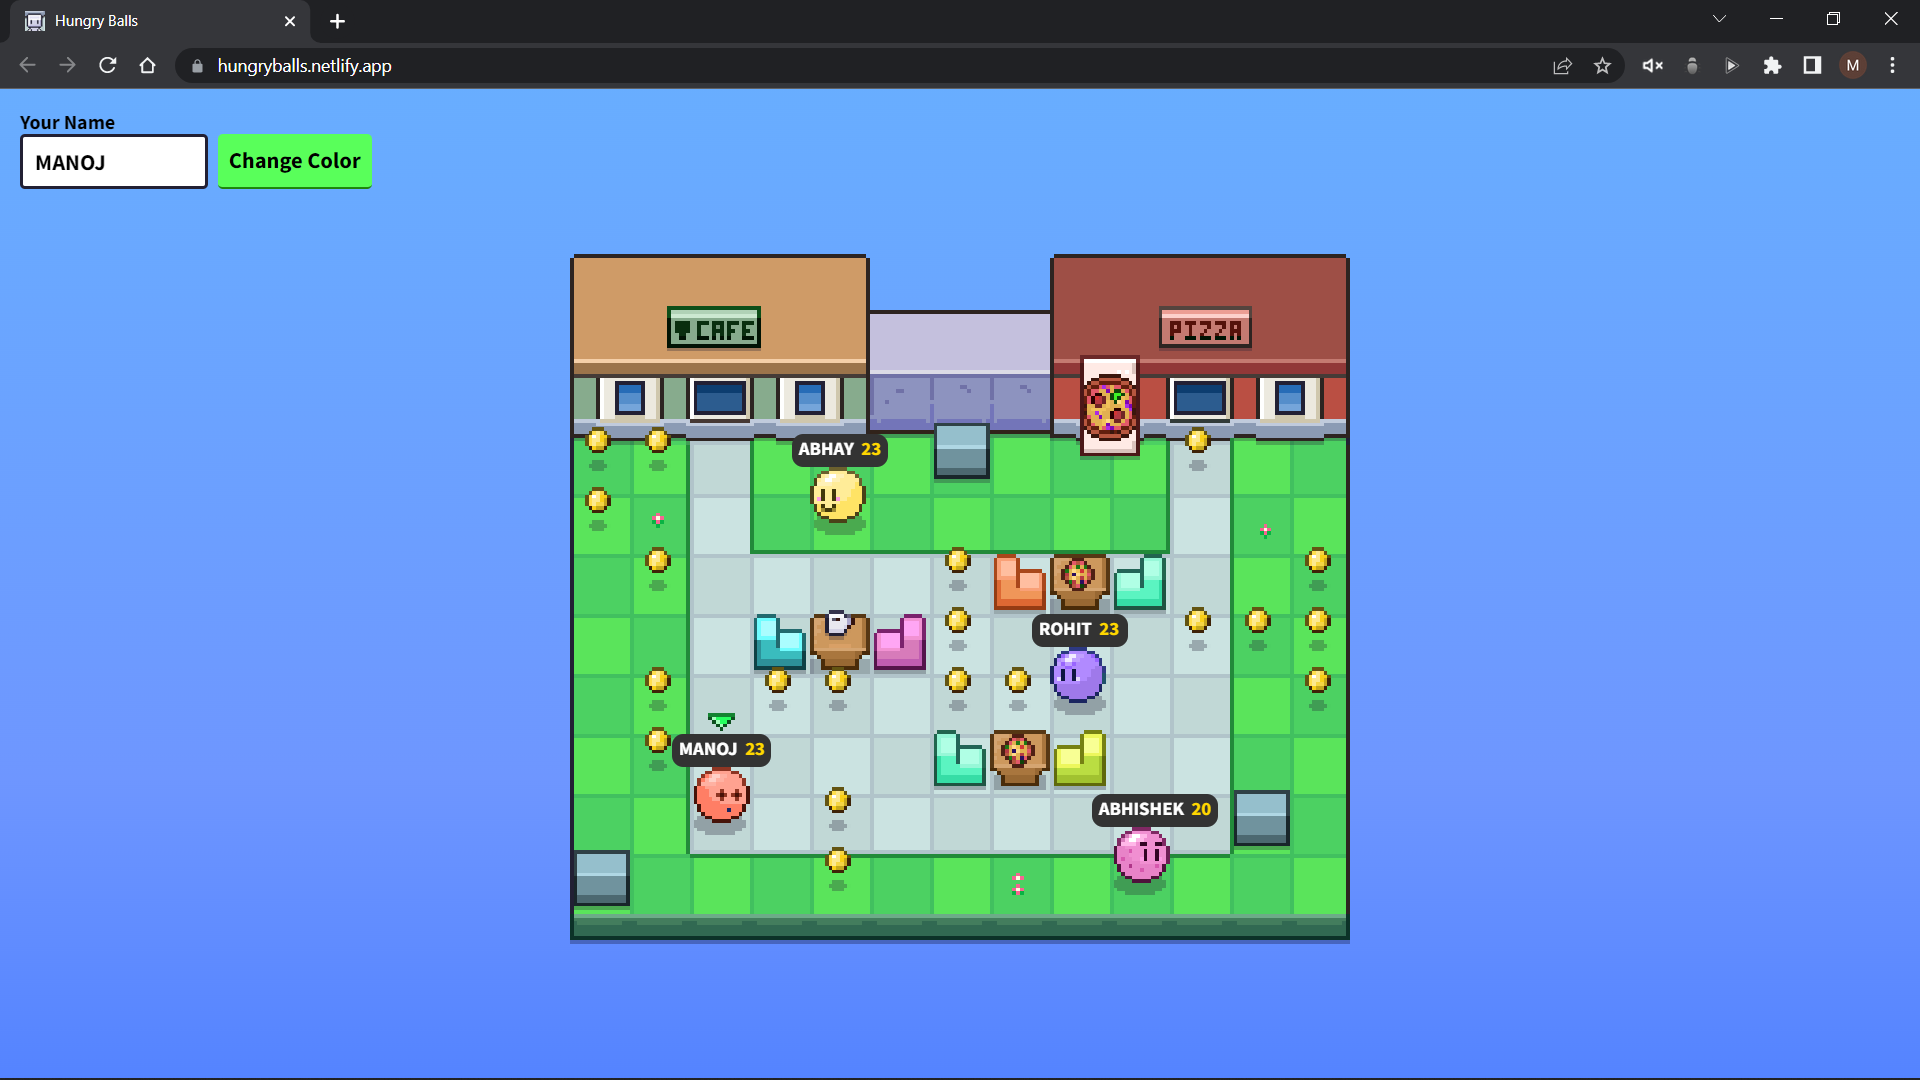 Hungry Balls
hungryballs.netlify.app
M
Your Name
MANOJ
Change Color
CAFE
PIZZA
ABHAY 23
ROHIT 23
MANOJ 23
ABHISHEK 20